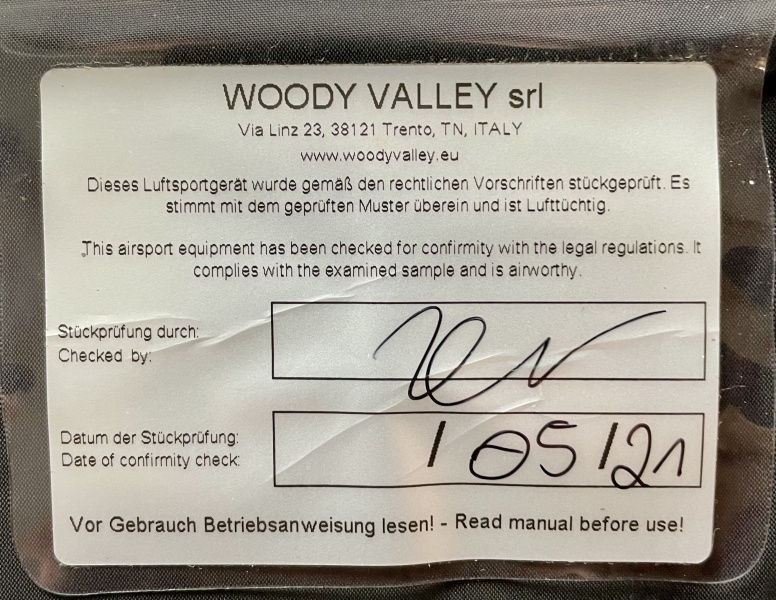 WOODY VALLEY srl
Via Linz 23, 38121 Trento, TN, ITALY
www.woodyvalley.eu
Dieses Luftsportgerät wurde gemäß den rechtlichen Vorschriften stückgeprüft. Es
stimmt mit dem geprüften Muster überein und ist Lufttüchtig.
This airsport equipment has been checked for confirmity with the legal regulations. It
complies with the examined sample and is airworthy.
Stückprüfung durch:
Checked by:
Datum der Stückprüfung:
Date of confirmity check:
/ 05/21
Vor Gebrauch Betriebsanweisung lesen! - Read manual before use!